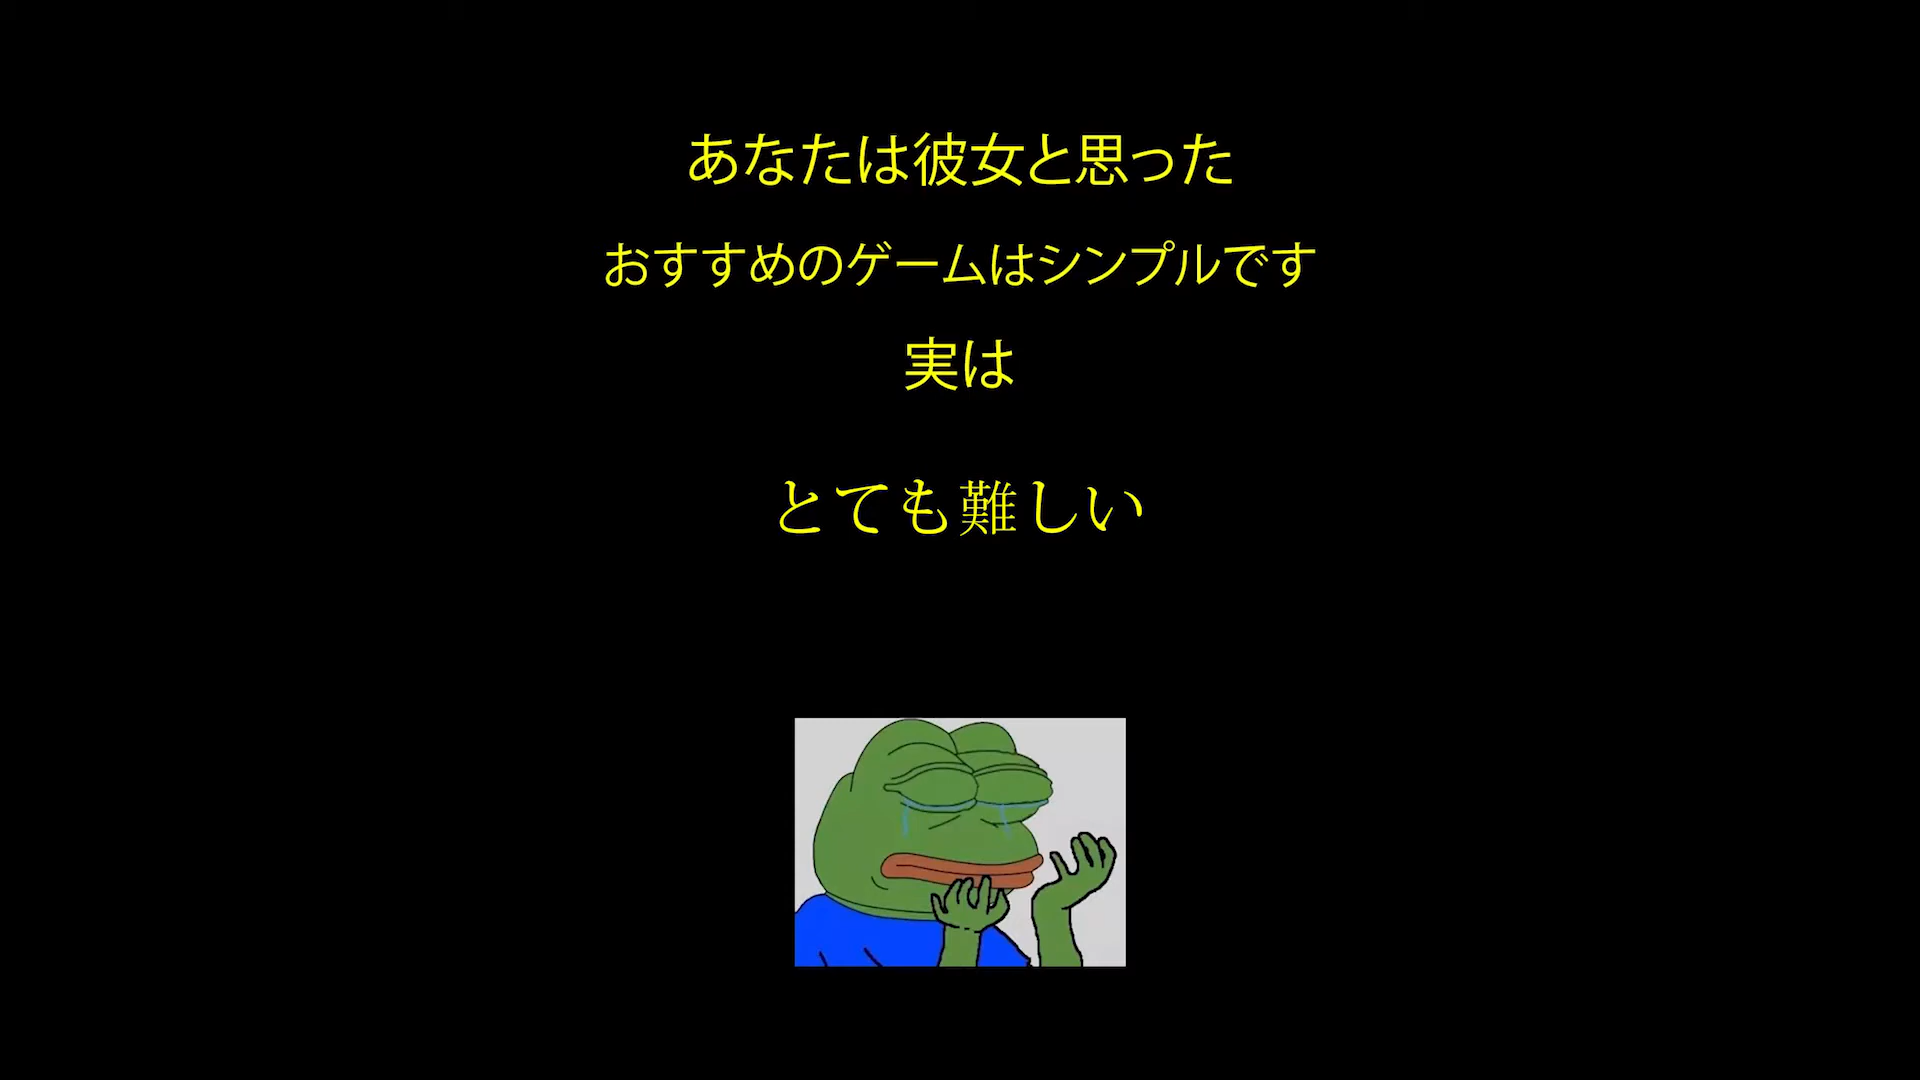 あなたは彼女と思った
おすすめのゲームはシンプルです
実は
とても難しい